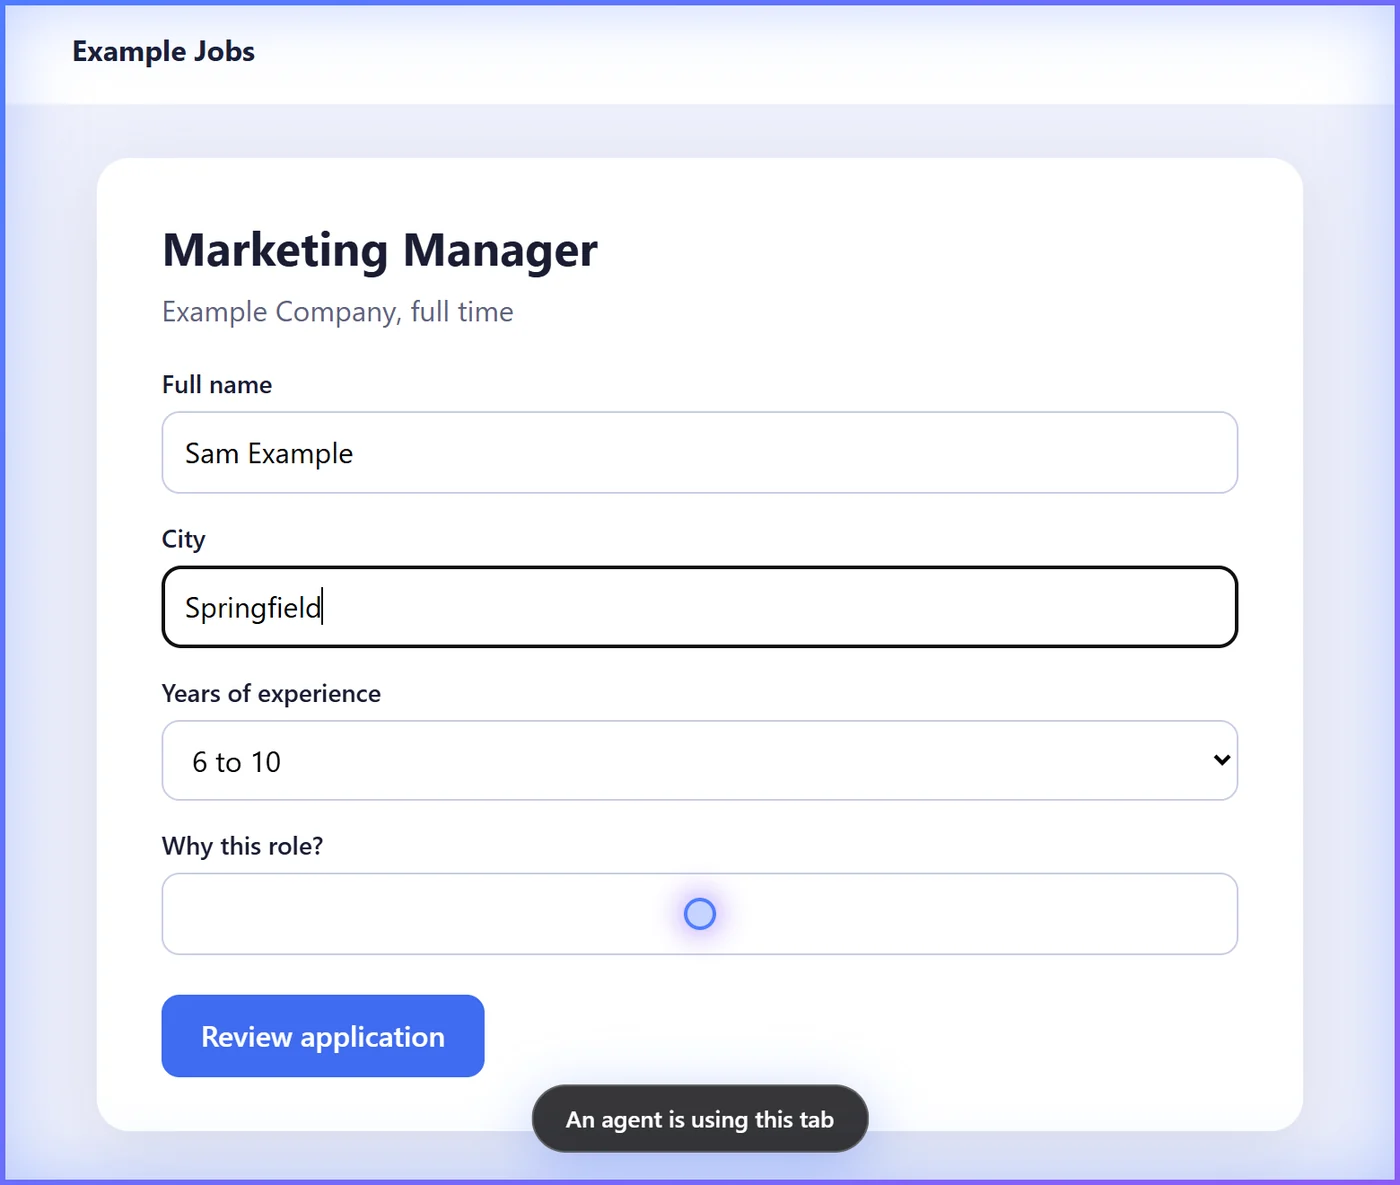 Example Jobs
Marketing Manager
Example Company, full time
Full name
Sam Example
City
Springfield
Years of experience
6 to 10
Why this role?
Review application
An agent is using this tab